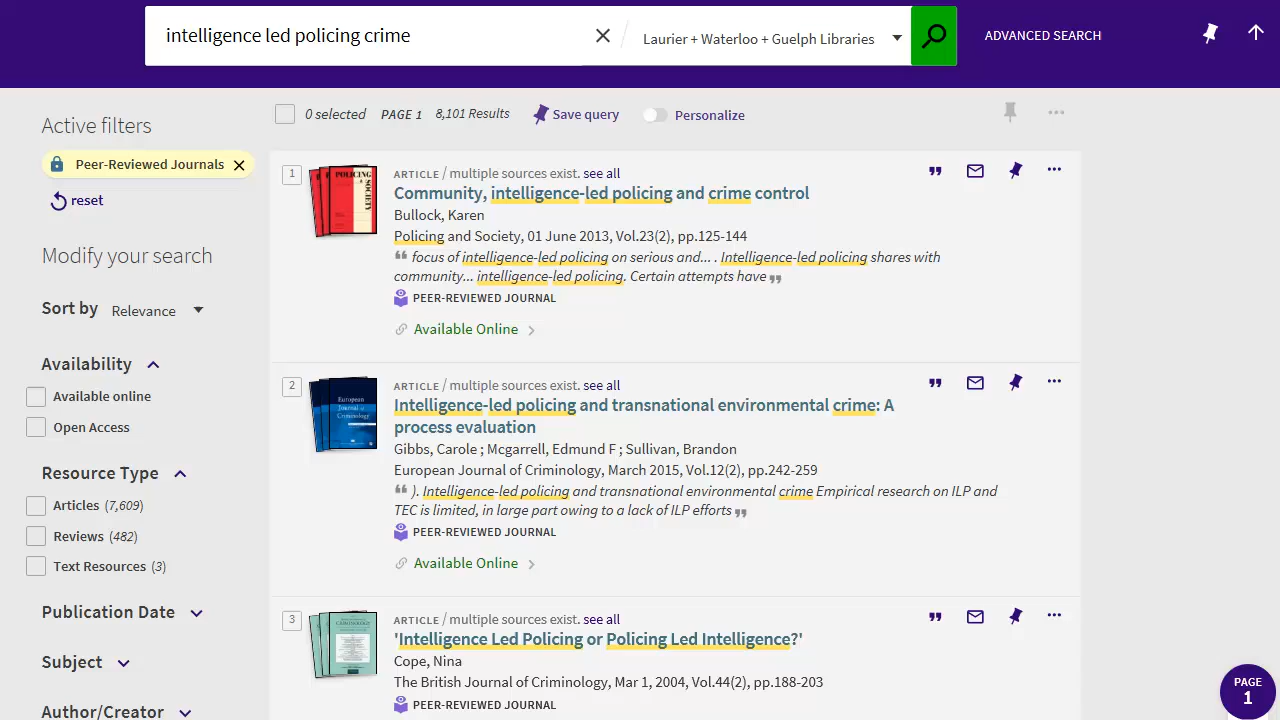 intelligence led policing crime
Laurier + Waterloo + Guelph Libraries
ADVANCED SEARCH
Active filters
Peer-Reviewed Journals
reset
Modify your search
Sort by Relevance
Availability
Available online
Open Access
Resource Type
Articles (7,609)
Reviews (482)
Text Resources (3)
Publication Date
Subject
Author/Creator
0 selected PAGE 1 8,101 Results Save query Personalize
1
POLICING
& SOCIETY
ARTICLE / multiple sources exist. see all
Community, intelligence-led policing and crime control
Bullock, Karen
Policing and Society, 01 June 2013, Vol.23(2), pp.125-144
❝ focus of intelligence-led policing on serious and... . Intelligence-led policing shares with
community... intelligence-led policing. Certain attempts have ❞
PEER-REVIEWED JOURNAL
Available Online
2
European
Journal of
Criminology
ARTICLE / multiple sources exist. see all
Intelligence-led policing and transnational environmental crime: A
process evaluation
Gibbs, Carole ; Mcgarrell, Edmund F ; Sullivan, Brandon
European Journal of Criminology, March 2015, Vol.12(2), pp.242-259
❝ ). Intelligence-led policing and transnational environmental crime Empirical research on ILP and
TEC is limited, in large part owing to a lack of ILP efforts ❞
PEER-REVIEWED JOURNAL
Available Online
3
ARTICLE / multiple sources exist. see all
'Intelligence Led Policing or Policing Led Intelligence?'
Cope, Nina
The British Journal of Criminology, Mar 1, 2004, Vol.44(2), pp.188-203
PEER-REVIEWED JOURNAL
PAGE
1